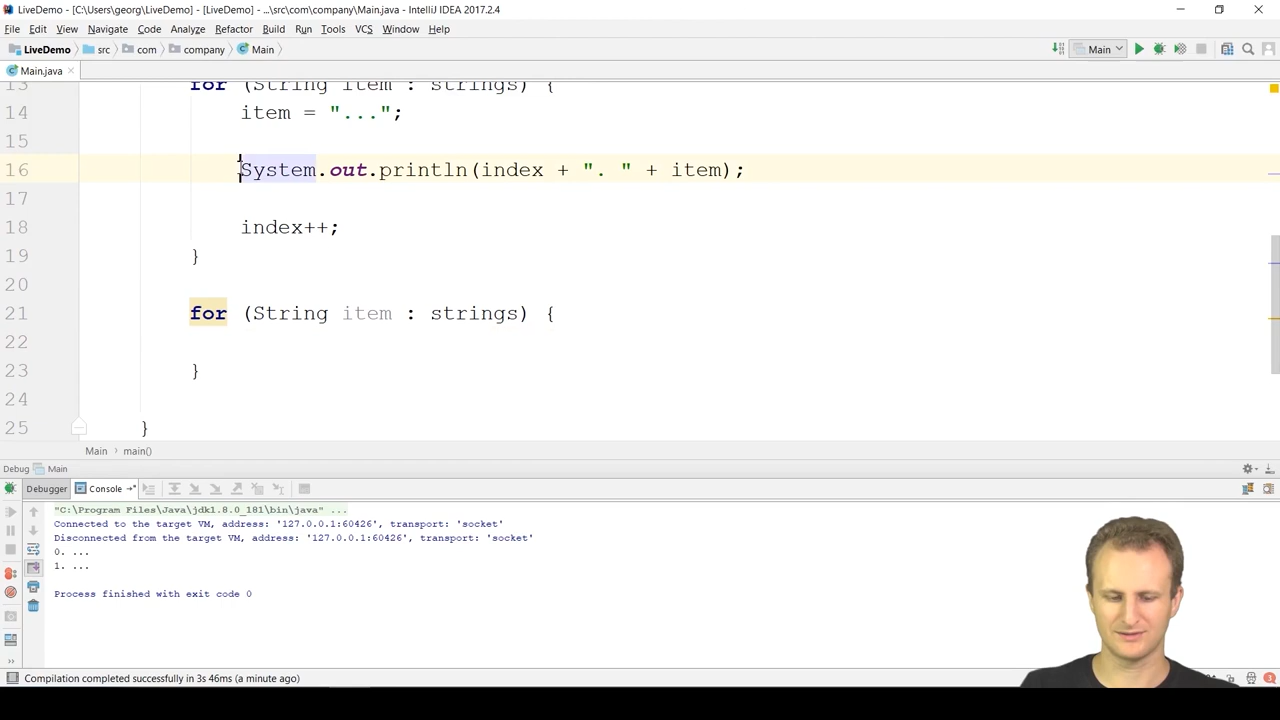 LiveDemo - [C:\Users\georg\LiveDemo] - [LiveDemo] - ...\src\com\company\Main.java - IntelliJ IDEA 2017.2.4
File Edit View Navigate Code Analyze Refactor Build Run Tools VCS Window Help
LiveDemo src com company Main Main
Main.java
13 for (String item : strings) {
14 item = "...";
15
16 System.out.println(index + ". " + item);
17
18 index++;
19 }
20
21 for (String item : strings) {
22
23 }
24
25 }
Main main()
Debug Main
Debugger Console
"C:\Program Files\Java\jdk1.8.0_181\bin\java" ...
Connected to the target VM, address: '127.0.0.1:60426', transport: 'socket'
Disconnected from the target VM, address: '127.0.0.1:60426', transport: 'socket'
0. ...
1. ...
Process finished with exit code 0
Compilation completed successfully in 3s 46ms (a minute ago)